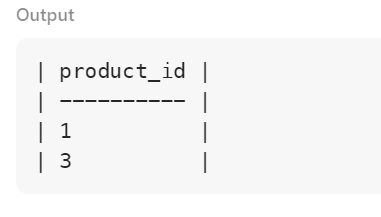 Output
| product_id |
| ---------- |
| 1          |
| 3          |